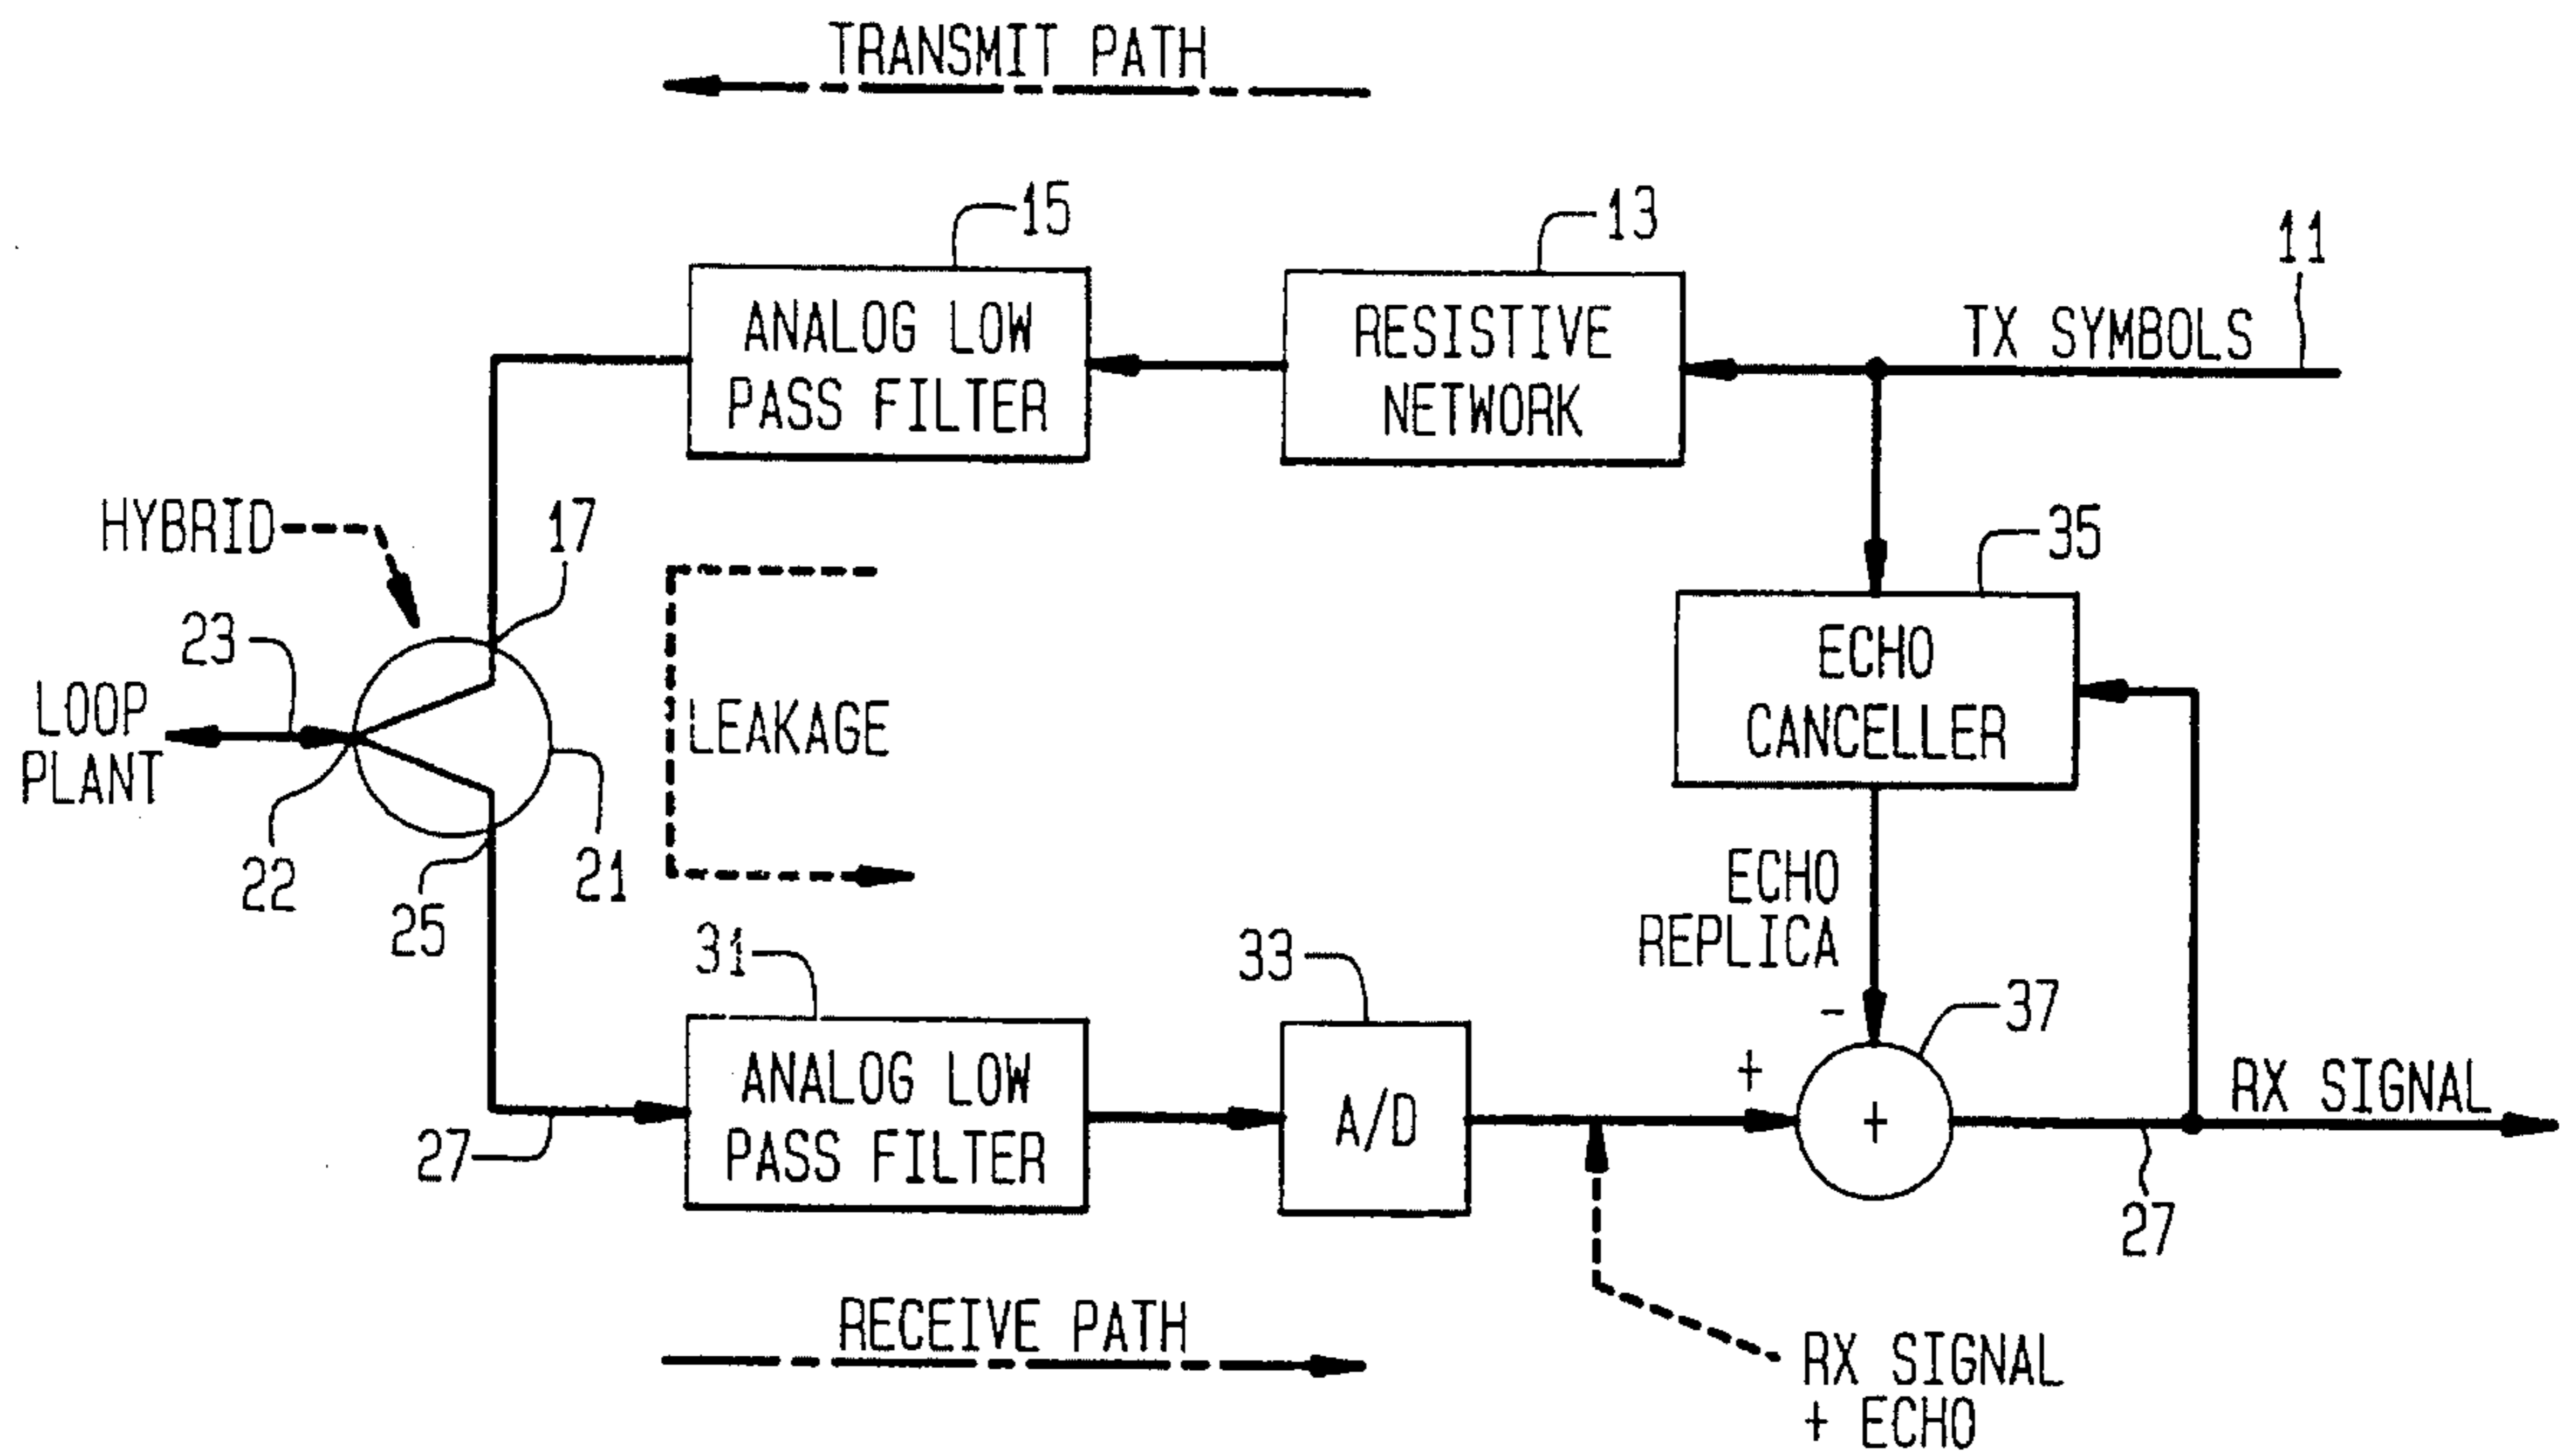 TRANSMIT PATH
15
13
11
ANALOG LOW
PASS FILTER
RESISTIVE
NETWORK
TX SYMBOLS
HYBRID
17
35
23
LOOP
PLANT
LEAKAGE
ECHO
CANCELLER
22
25
21
ECHO
REPLICA
31
33
-
37
+
ANALOG LOW
PASS FILTER
A/D
+
RX SIGNAL
27
27
RECEIVE PATH
RX SIGNAL
+ ECHO